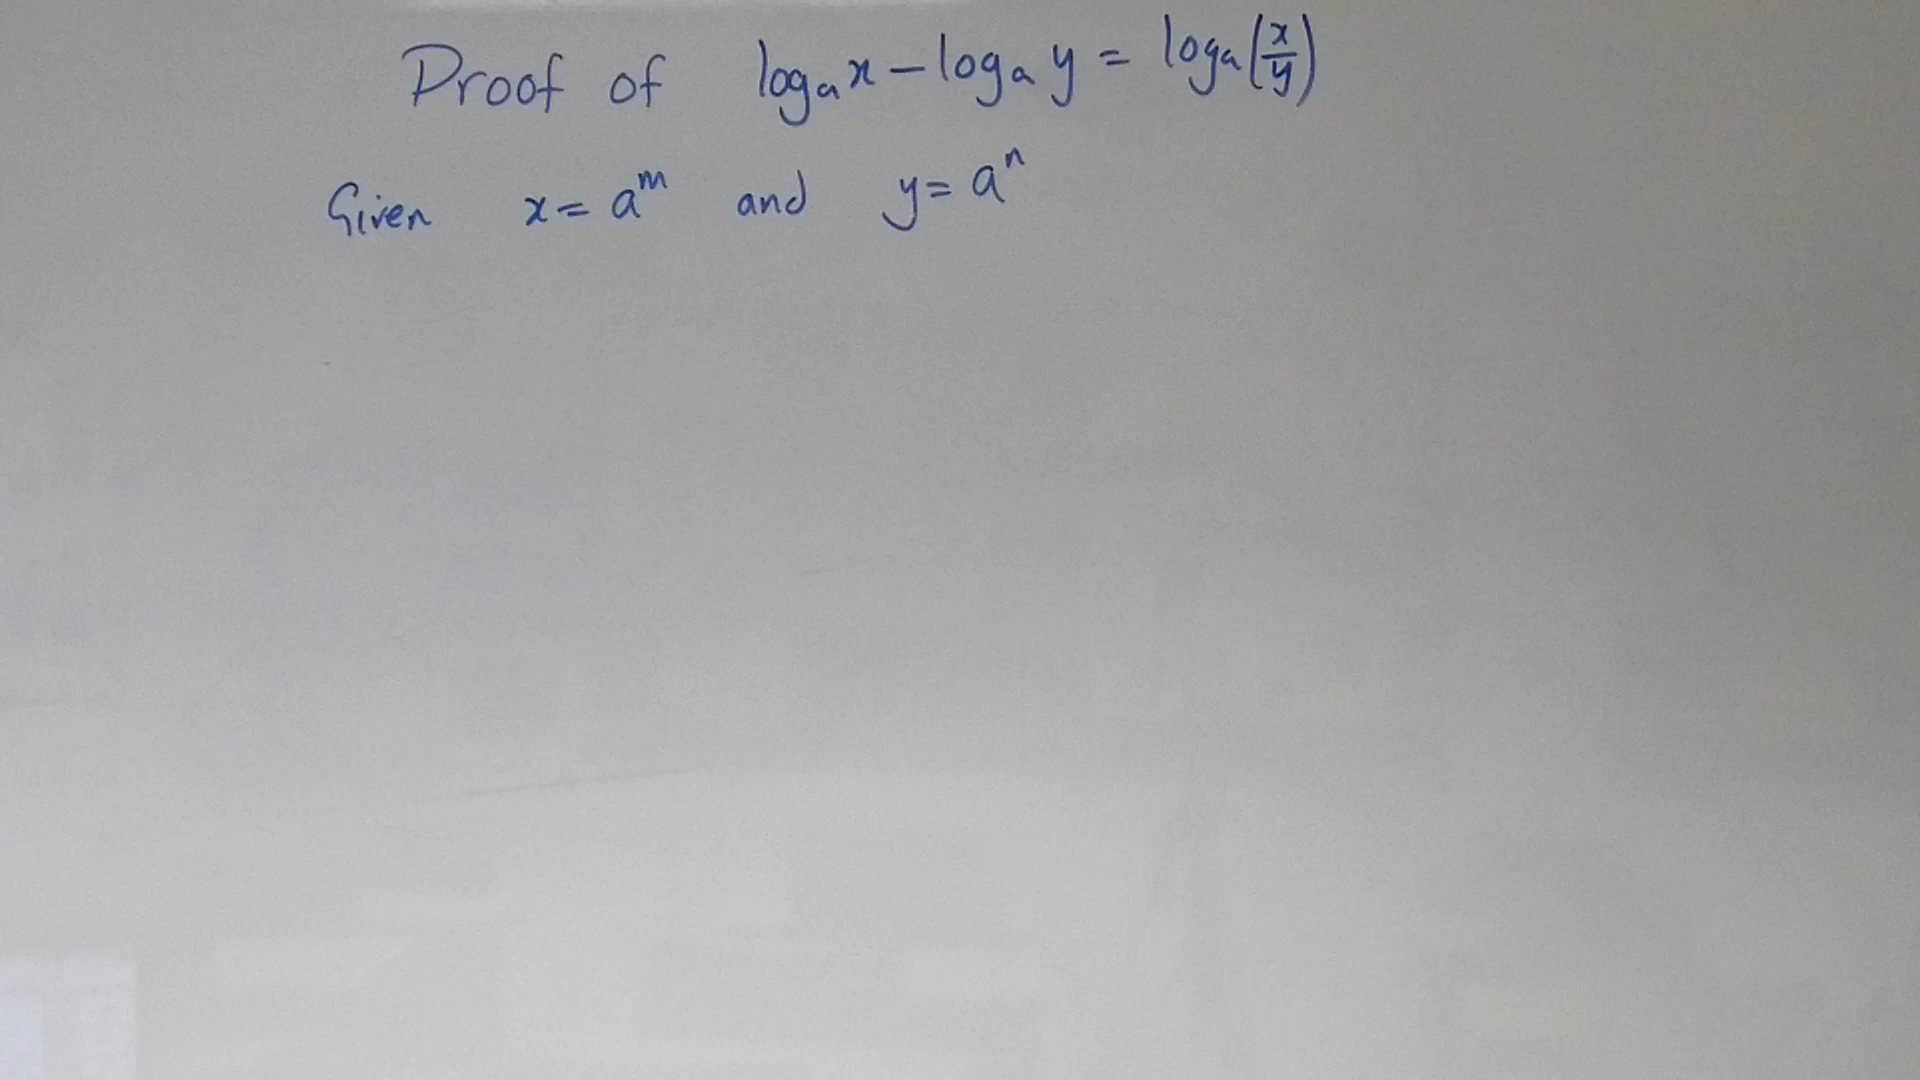 Proof of logₐx − logₐy = logₐ(x/y)
Given x = aᵐ and y = aⁿ